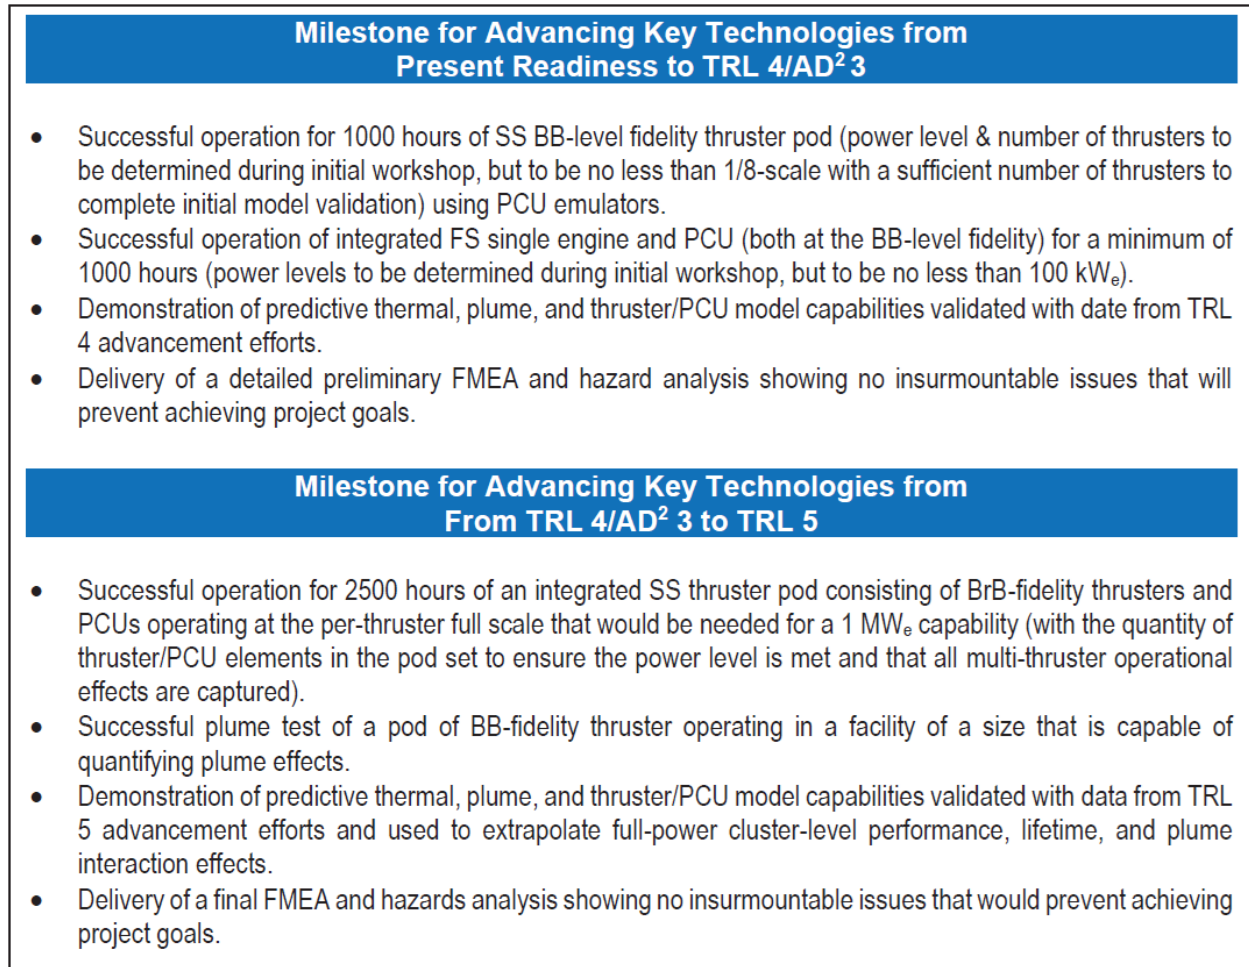 Milestone for Advancing Key Technologies from
Present Readiness to TRL 4/AD² 3
• Successful operation for 1000 hours of SS BB-level fidelity thruster pod (power level & number of thrusters to
be determined during initial workshop, but to be no less than 1/8-scale with a sufficient number of thrusters to
complete initial model validation) using PCU emulators.
• Successful operation of integrated FS single engine and PCU (both at the BB-level fidelity) for a minimum of
1000 hours (power levels to be determined during initial workshop, but to be no less than 100 kWₑ).
• Demonstration of predictive thermal, plume, and thruster/PCU model capabilities validated with date from TRL
4 advancement efforts.
• Delivery of a detailed preliminary FMEA and hazard analysis showing no insurmountable issues that will
prevent achieving project goals.
Milestone for Advancing Key Technologies from
From TRL 4/AD² 3 to TRL 5
• Successful operation for 2500 hours of an integrated SS thruster pod consisting of BrB-fidelity thrusters and
PCUs operating at the per-thruster full scale that would be needed for a 1 MWₑ capability (with the quantity of
thruster/PCU elements in the pod set to ensure the power level is met and that all multi-thruster operational
effects are captured).
• Successful plume test of a pod of BB-fidelity thruster operating in a facility of a size that is capable of
quantifying plume effects.
• Demonstration of predictive thermal, plume, and thruster/PCU model capabilities validated with data from TRL
5 advancement efforts and used to extrapolate full-power cluster-level performance, lifetime, and plume
interaction effects.
• Delivery of a final FMEA and hazards analysis showing no insurmountable issues that would prevent achieving
project goals.